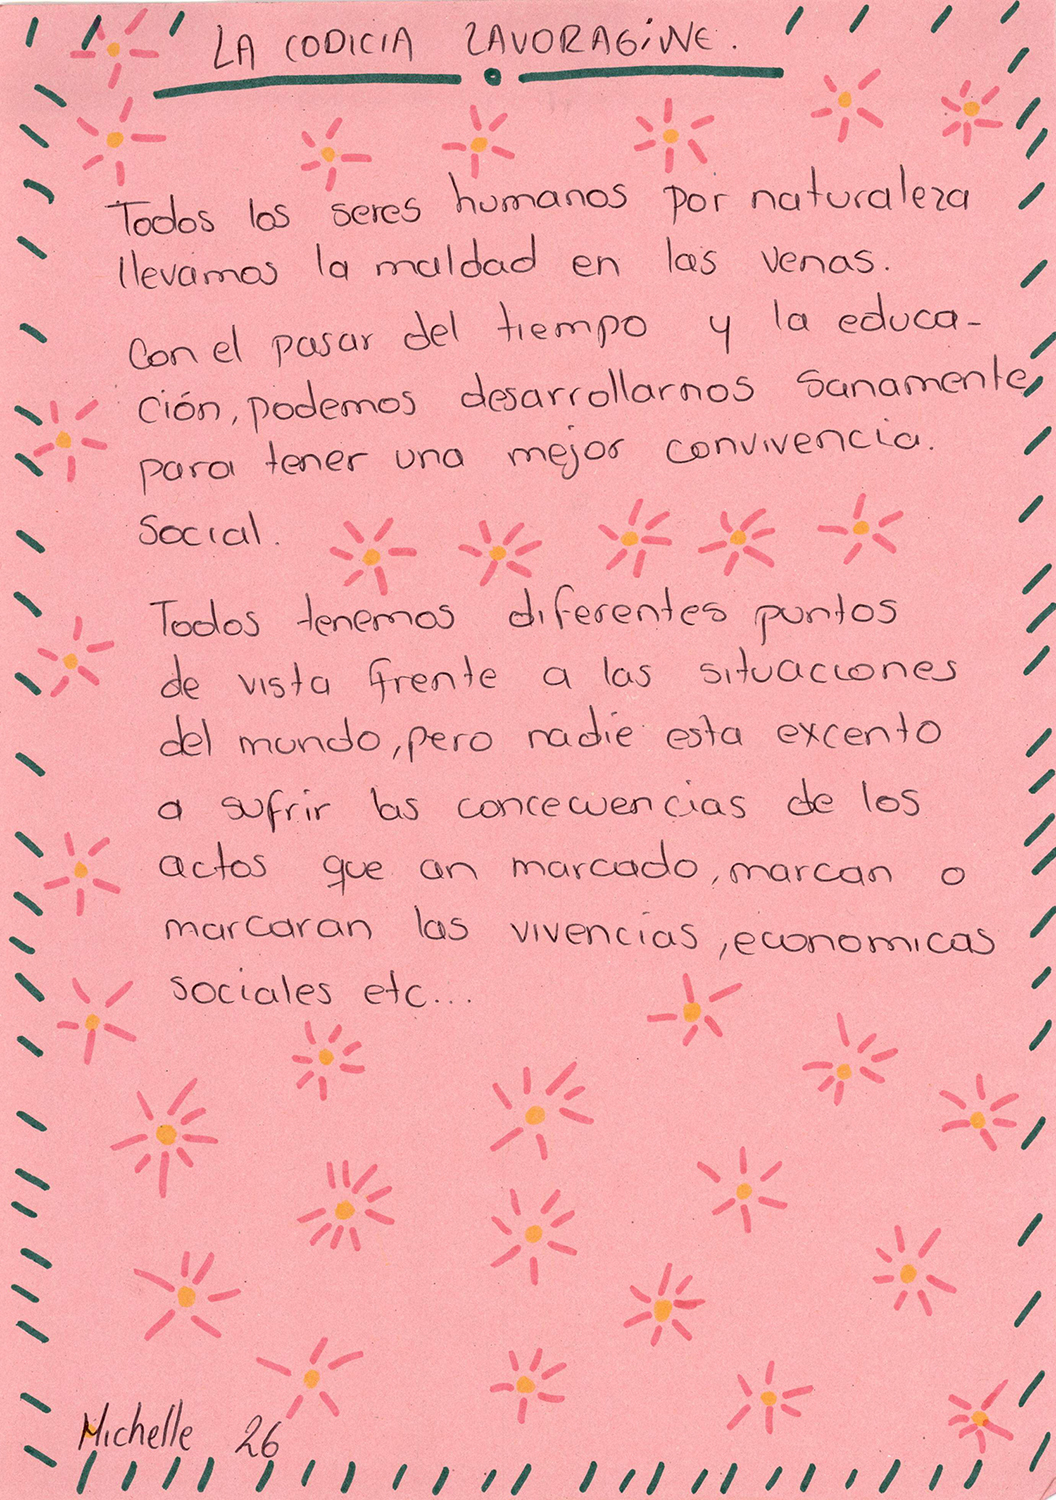 LA CODICIA ZAVORAGINE.
Todos los seres humanos por naturaleza
llevamos la maldad en las venas.
Con el pasar del tiempo y la educa-
ción, podemos desarrollarnos Sanamente,
para tener una mejor convivencia.
Social.
Todos tenemos diferentes puntos
de vista frente a las situaciones
del mundo, pero nadie esta excento
a sufrir las concecuencias de los
actos que an marcado, marcan o
marcaran las vivencias, economicas
sociales etc...
Michelle 26